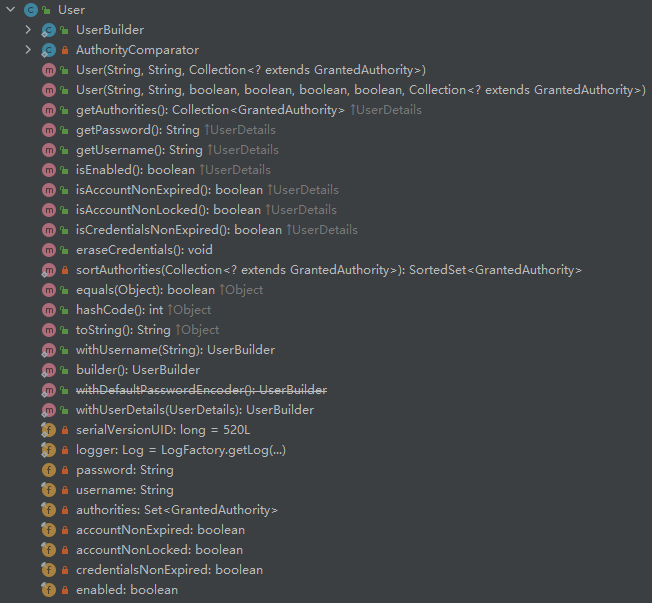 User
UserBuilder
AuthorityComparator
User(String, String, Collection<? extends GrantedAuthority>)
User(String, String, boolean, boolean, boolean, boolean, Collection<? extends GrantedAuthority>)
getAuthorities(): Collection<GrantedAuthority> ↑UserDetails
getPassword(): String ↑UserDetails
getUsername(): String ↑UserDetails
isEnabled(): boolean ↑UserDetails
isAccountNonExpired(): boolean ↑UserDetails
isAccountNonLocked(): boolean ↑UserDetails
isCredentialsNonExpired(): boolean ↑UserDetails
eraseCredentials(): void
sortAuthorities(Collection<? extends GrantedAuthority>): SortedSet<GrantedAuthority>
equals(Object): boolean ↑Object
hashCode(): int ↑Object
toString(): String ↑Object
withUsername(String): UserBuilder
builder(): UserBuilder
withDefaultPasswordEncoder(): UserBuilder
withUserDetails(UserDetails): UserBuilder
serialVersionUID: long = 520L
logger: Log = LogFactory.getLog(...)
password: String
username: String
authorities: Set<GrantedAuthority>
accountNonExpired: boolean
accountNonLocked: boolean
credentialsNonExpired: boolean
enabled: boolean